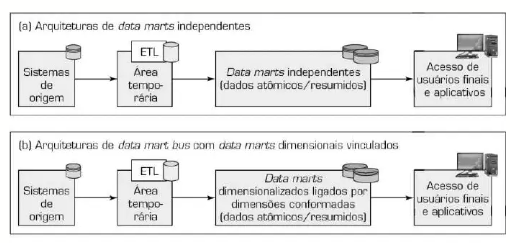 (a) Arquiteturas de data marts independentes
ETL
Sistemas
de
origem
Área
tempo-
rária
Data marts independentes
(dados atômicos/resumidos)
Acesso de
usuários finais
e aplicativos
(b) Arquiteturas de data mart bus com data marts dimensionais vinculados
ETL
Sistemas
de
origem
Área
tempo-
rária
Data marts
dimensionalizados ligados por
dimensões conformadas
(dados atômicos/resumidos)
Acesso de
usuários finais
e aplicativos